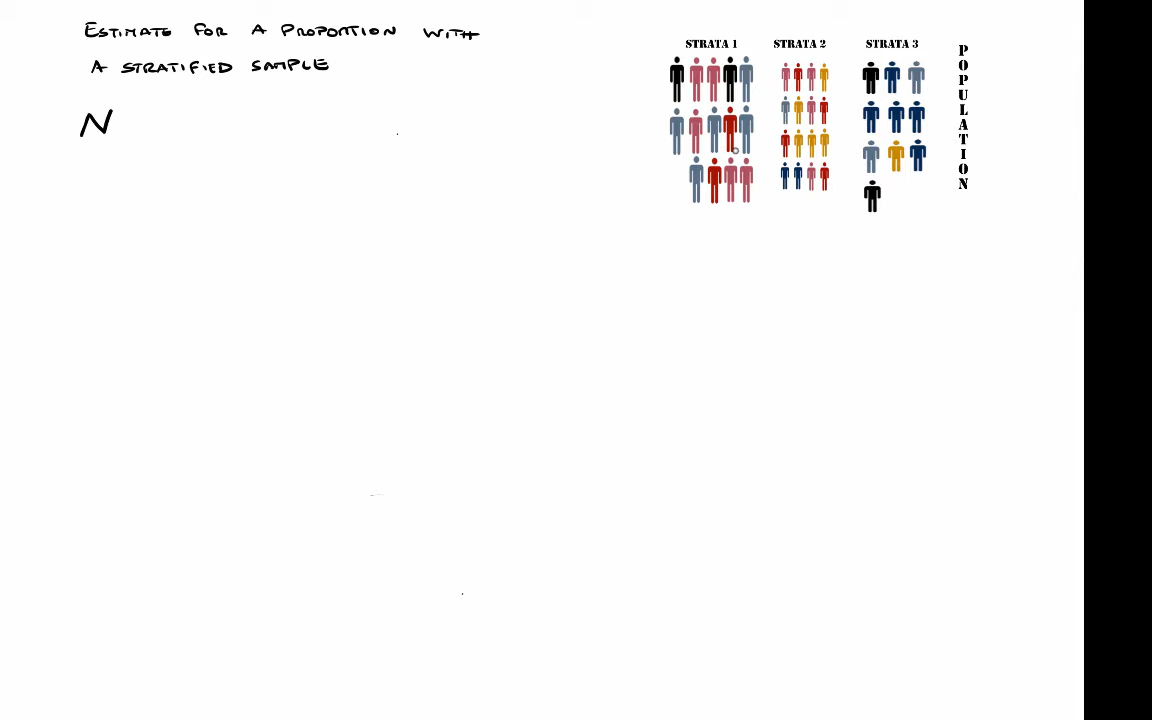 ESTIMATE FOR A PROPORTION WITH
A STRATIFIED SAMPLE
N
STRATA 1
STRATA 2
STRATA 3
POPULATION